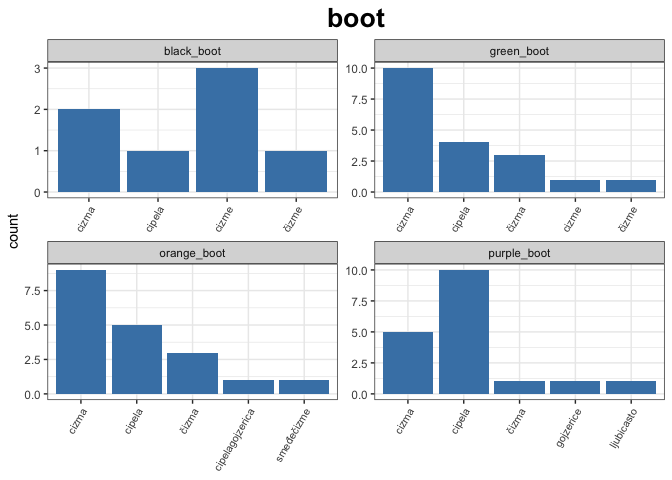 boot
black_boot
green_boot
3
2
1
0
10.0
7.5
5.0
2.5
0.0
cizma
cipela
cizme
čizme
cizma
cipela
čizma
cizme
čizme
count
orange_boot
purple_boot
7.5
5.0
2.5
0.0
10.0
7.5
5.0
2.5
0.0
cizma
cipela
čizma
cipelagojzerica
smeđečizme
cizma
cipela
čizma
gojzerice
ljubicasto